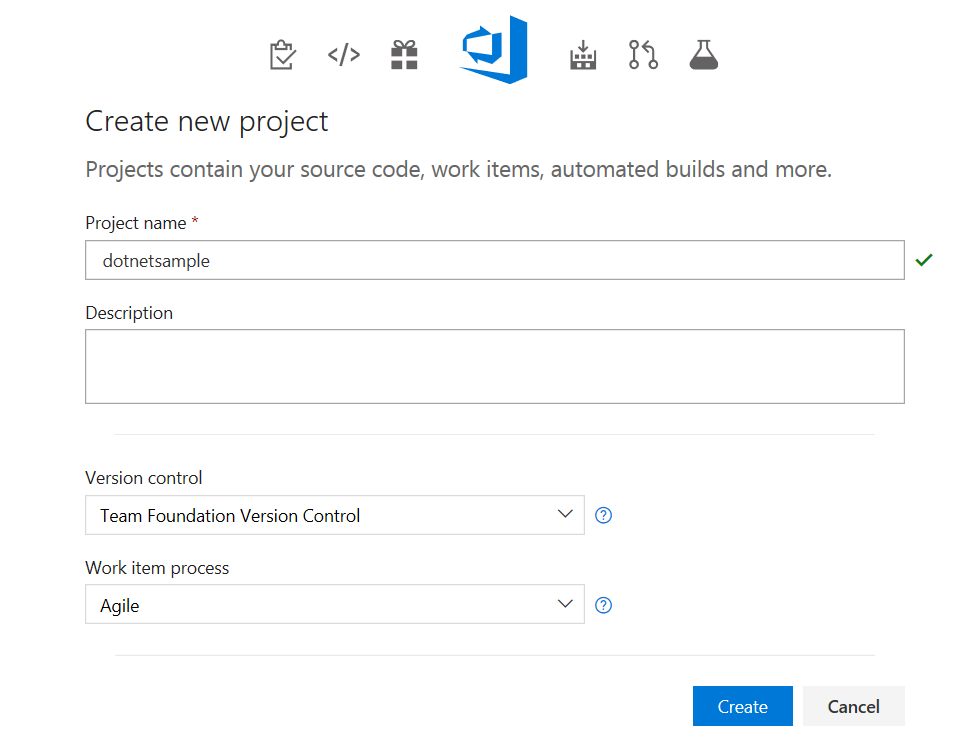 Create new project
Projects contain your source code, work items, automated builds and more.
Project name *
dotnetsample
Description
Version control
Team Foundation Version Control
?
Work item process
Agile
?
Create Cancel